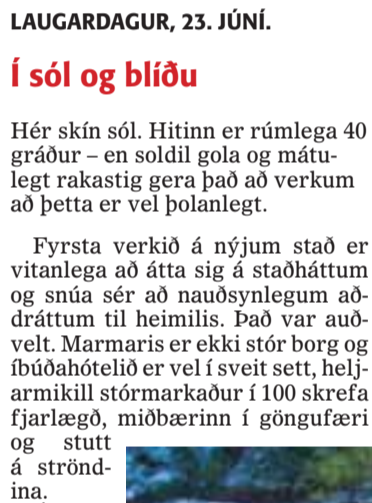 LAUGARDAGUR, 23. JÚNÍ.
Í sól og blíðu
Hér skín sól. Hitinn er rúmlega 40
gráður – en soldil gola og mátu-
legt rakastig gera það að verkum
að þetta er vel þolanlegt.
Fyrsta verkið á nýjum stað er
vitanlega að átta sig á staðháttum
og snúa sér að nauðsynlegum að-
dráttum til heimilis. Það var auð-
velt. Marmaris er ekki stór borg og
íbúðahótelið er vel í sveit sett, helj-
armikill stórmarkaður í 100 skrefa
fjarlægð, miðbærinn í göngufæri
og stutt
á strönd-
ina.